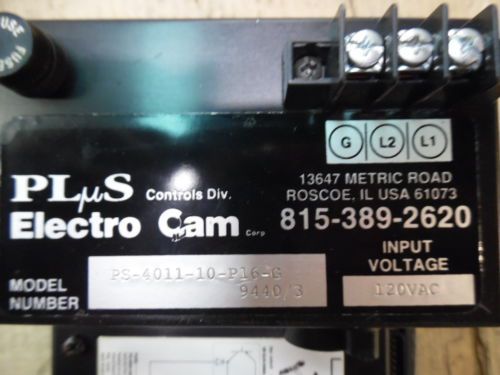 FUSE
G L2 L1
13647 METRIC ROAD
ROSCOE, IL USA 61073
PLμS Controls Div.
Electro Cam Corp
815-389-2620
INPUT
VOLTAGE
120VAC
MODEL
NUMBER
PS-4011-10-P16-G
9440/3